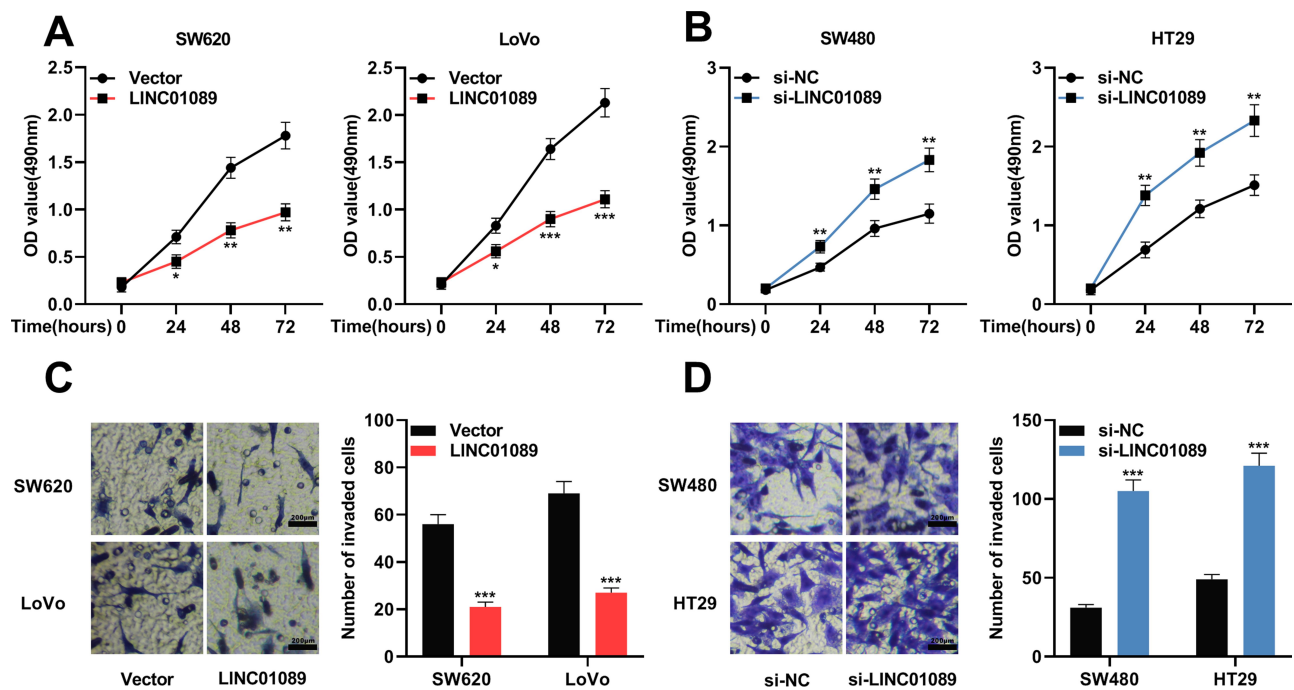 A
SW620
Vector
LINC01089
OD value(490nm)
2.5
2.0
1.5
1.0
0.5
0.0
*
**
**
Time(hours) 0 24 48 72
LoVo
Vector
LINC01089
OD value(490nm)
2.5
2.0
1.5
1.0
0.5
0.0
*
***
***
Time(hours) 0 24 48 72
B
SW480
si-NC
si-LINC01089
OD value(490nm)
3
2
1
0
**
**
**
Time(hours) 0 24 48 72
HT29
si-NC
si-LINC01089
OD value(490nm)
3
2
1
0
**
**
**
Time(hours) 0 24 48 72
C
SW620
200μm
LoVo
200μm
Vector LINC01089
Number of invaded cells
100
80
60
40
20
0
Vector
LINC01089
***
***
SW620 LoVo
D
SW480
200μm
HT29
200μm
si-NC si-LINC01089
Number of invaded cells
150
100
50
0
si-NC
si-LINC01089
***
***
SW480 HT29